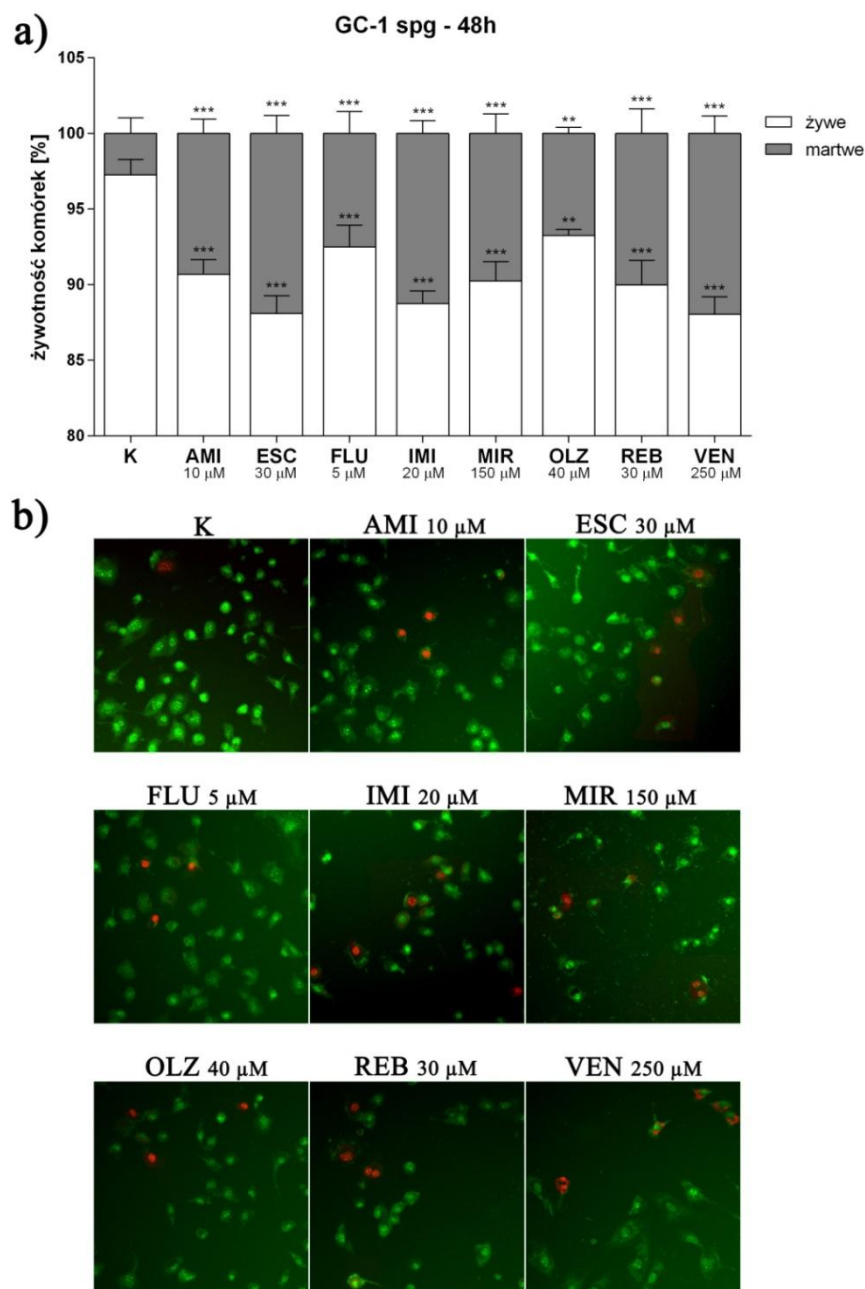 a)
GC-1 spg - 48h
żywotność komórek [%]
105
100
95
90
85
80
*** *** *** *** *** ** *** ***
*** *** *** *** *** ** *** ***
żywe
martwe
K AMI ESC FLU IMI MIR OLZ REB VEN
10 µM 30 µM 5 µM 20 µM 150 µM 40 µM 30 µM 250 µM
b)
K AMI 10 µM ESC 30 µM
FLU 5 µM IMI 20 µM MIR 150 µM
OLZ 40 µM REB 30 µM VEN 250 µM